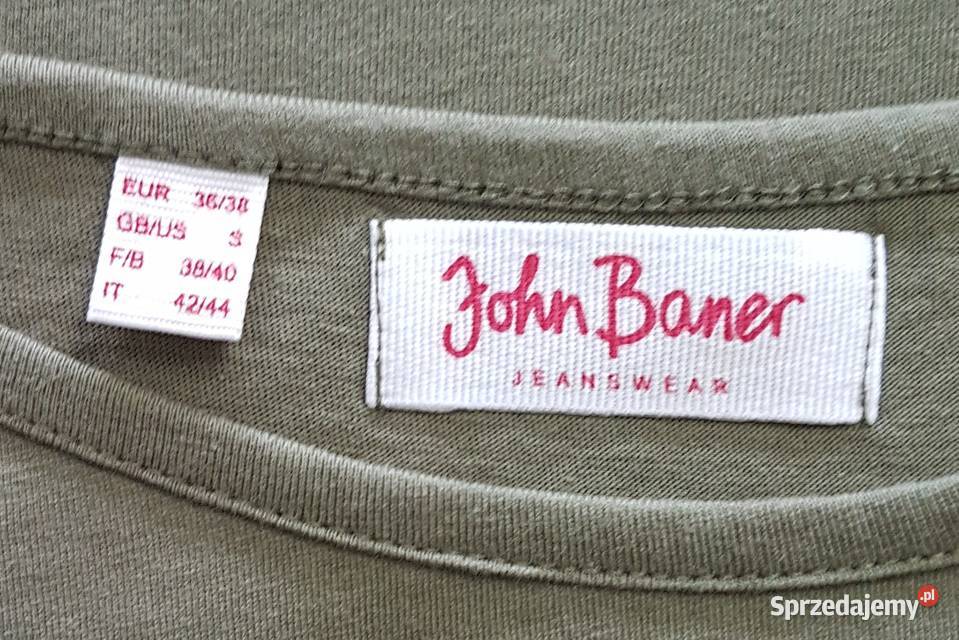 EUR 36/38
GB/US S
F/B 38/40
IT 42/44
John Baner
JEANSWEAR
Sprzedajemy.pl